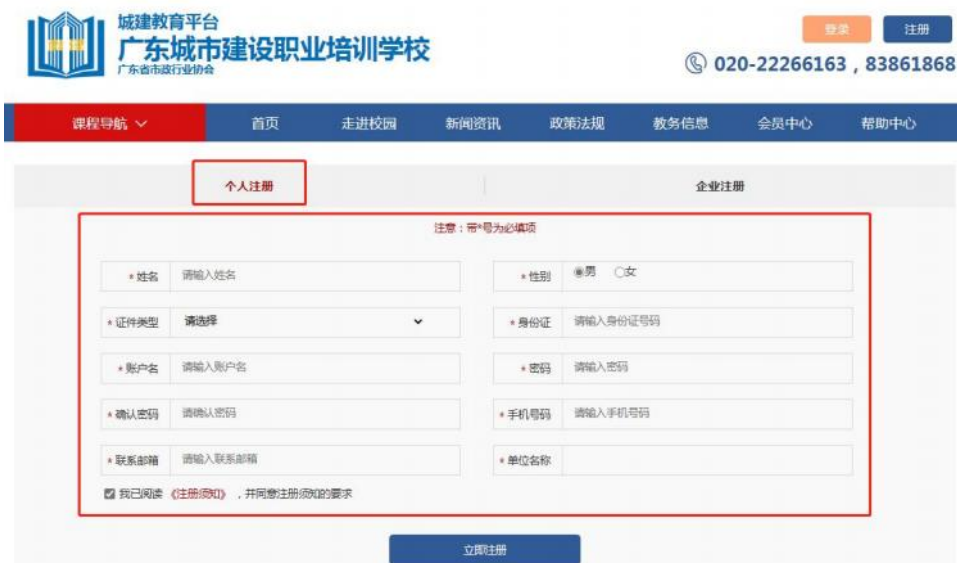 城建教育平台
广东城市建设职业培训学校
广东省市政行业协会
登录 注册
020-22266163，83861868
课程导航 首页 走进校园 新闻资讯 政策法规 教务信息 会员中心 帮助中心
个人注册 企业注册
注意：带*号为必填项
* 姓名 请输入姓名 * 性别 男 女
* 证件类型 请选择 * 身份证 请输入身份证号码
* 账户名 请输入账户名 * 密码 请输入密码
* 确认密码 请确认密码 * 手机号码 请输入手机号码
* 联系邮箱 请输入联系邮箱 * 单位名称
我已阅读《注册须知》，并同意注册须知的要求
立即注册